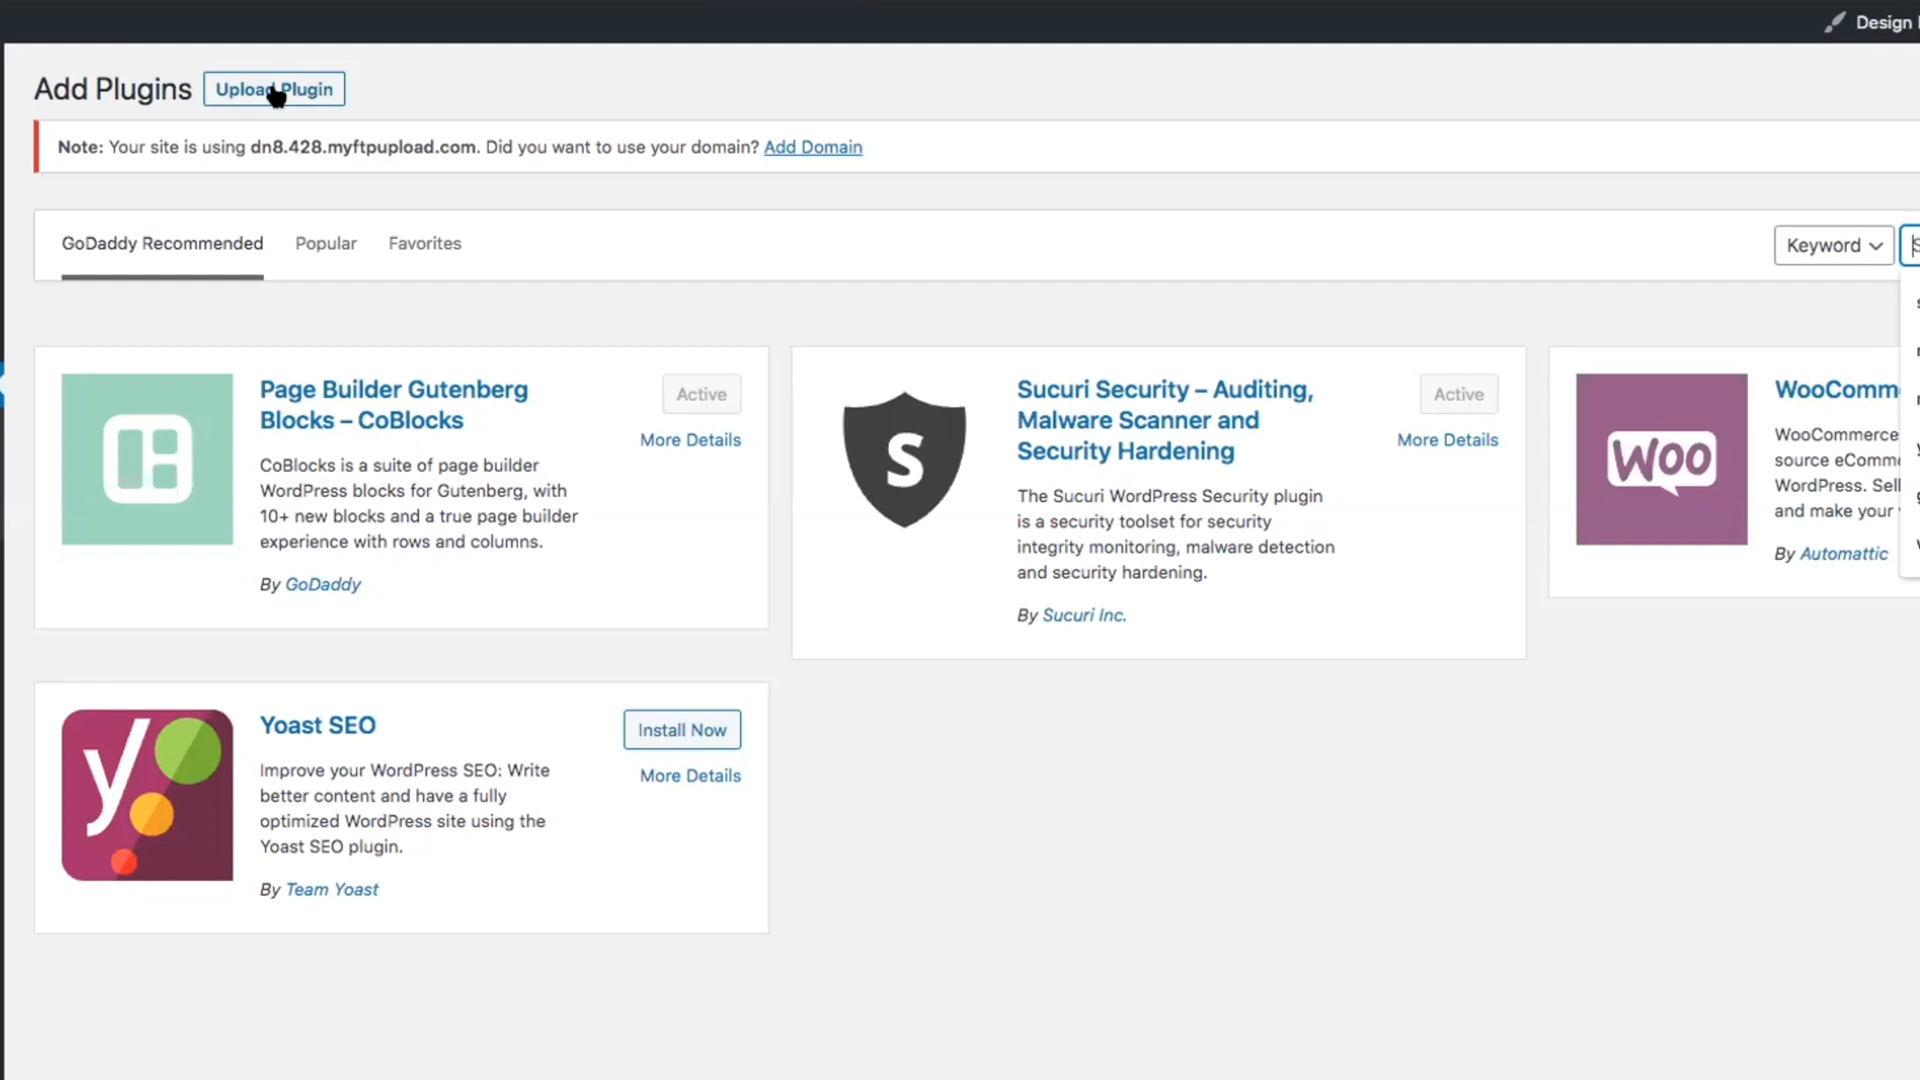 Design
Add Plugins
Upload Plugin
Note: Your site is using dn8.428.myftpupload.com. Did you want to use your domain? Add Domain
GoDaddy Recommended
Popular
Favorites
Keyword
Page Builder Gutenberg
Blocks – CoBlocks
Active
More Details
CoBlocks is a suite of page builder
WordPress blocks for Gutenberg, with
10+ new blocks and a true page builder
experience with rows and columns.
By GoDaddy
S
Sucuri Security – Auditing,
Malware Scanner and
Security Hardening
Active
More Details
The Sucuri WordPress Security plugin
is a security toolset for security
integrity monitoring, malware detection
and security hardening.
By Sucuri Inc.
Woo
WooComm
WooCommerce
source eComm
WordPress. Sell
and make your
By Automattic
y
Yoast SEO
Install Now
More Details
Improve your WordPress SEO: Write
better content and have a fully
optimized WordPress site using the
Yoast SEO plugin.
By Team Yoast